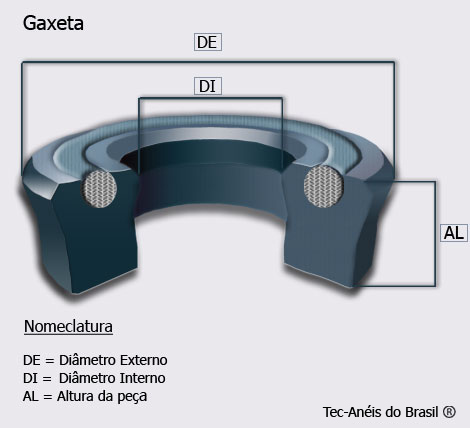 Gaxeta
DE
DI
AL
Nomeclatura
DE = Diâmetro Externo
DI = Diâmetro Interno
AL = Altura da peça
Tec-Anéis do Brasil ®